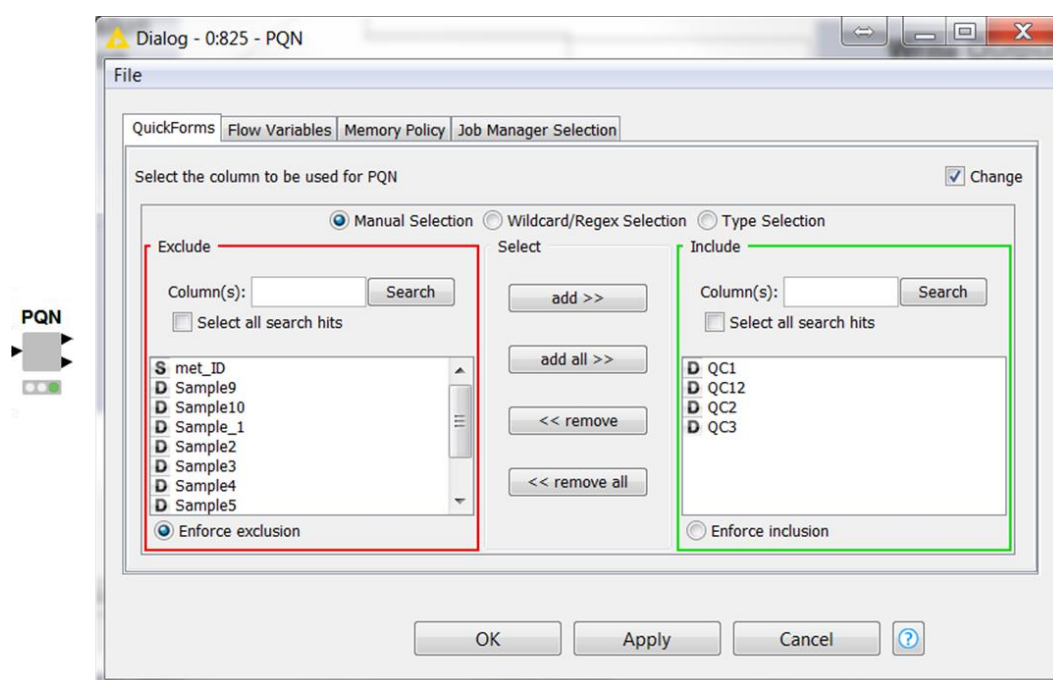 Dialog - 0:825 - PQN
File
QuickForms Flow Variables Memory Policy Job Manager Selection
Select the column to be used for PQN Change
Manual Selection Wildcard/Regex Selection Type Selection
Exclude Select Include
Column(s): Search add >> Column(s): Search
Select all search hits Select all search hits
PQN
add all >>
S met_ID
D Sample9
D Sample10
D Sample_1
D Sample2
D Sample3
D Sample4
D Sample5
<< remove
<< remove all
D QC1
D QC12
D QC2
D QC3
Enforce exclusion Enforce inclusion
OK Apply Cancel ?